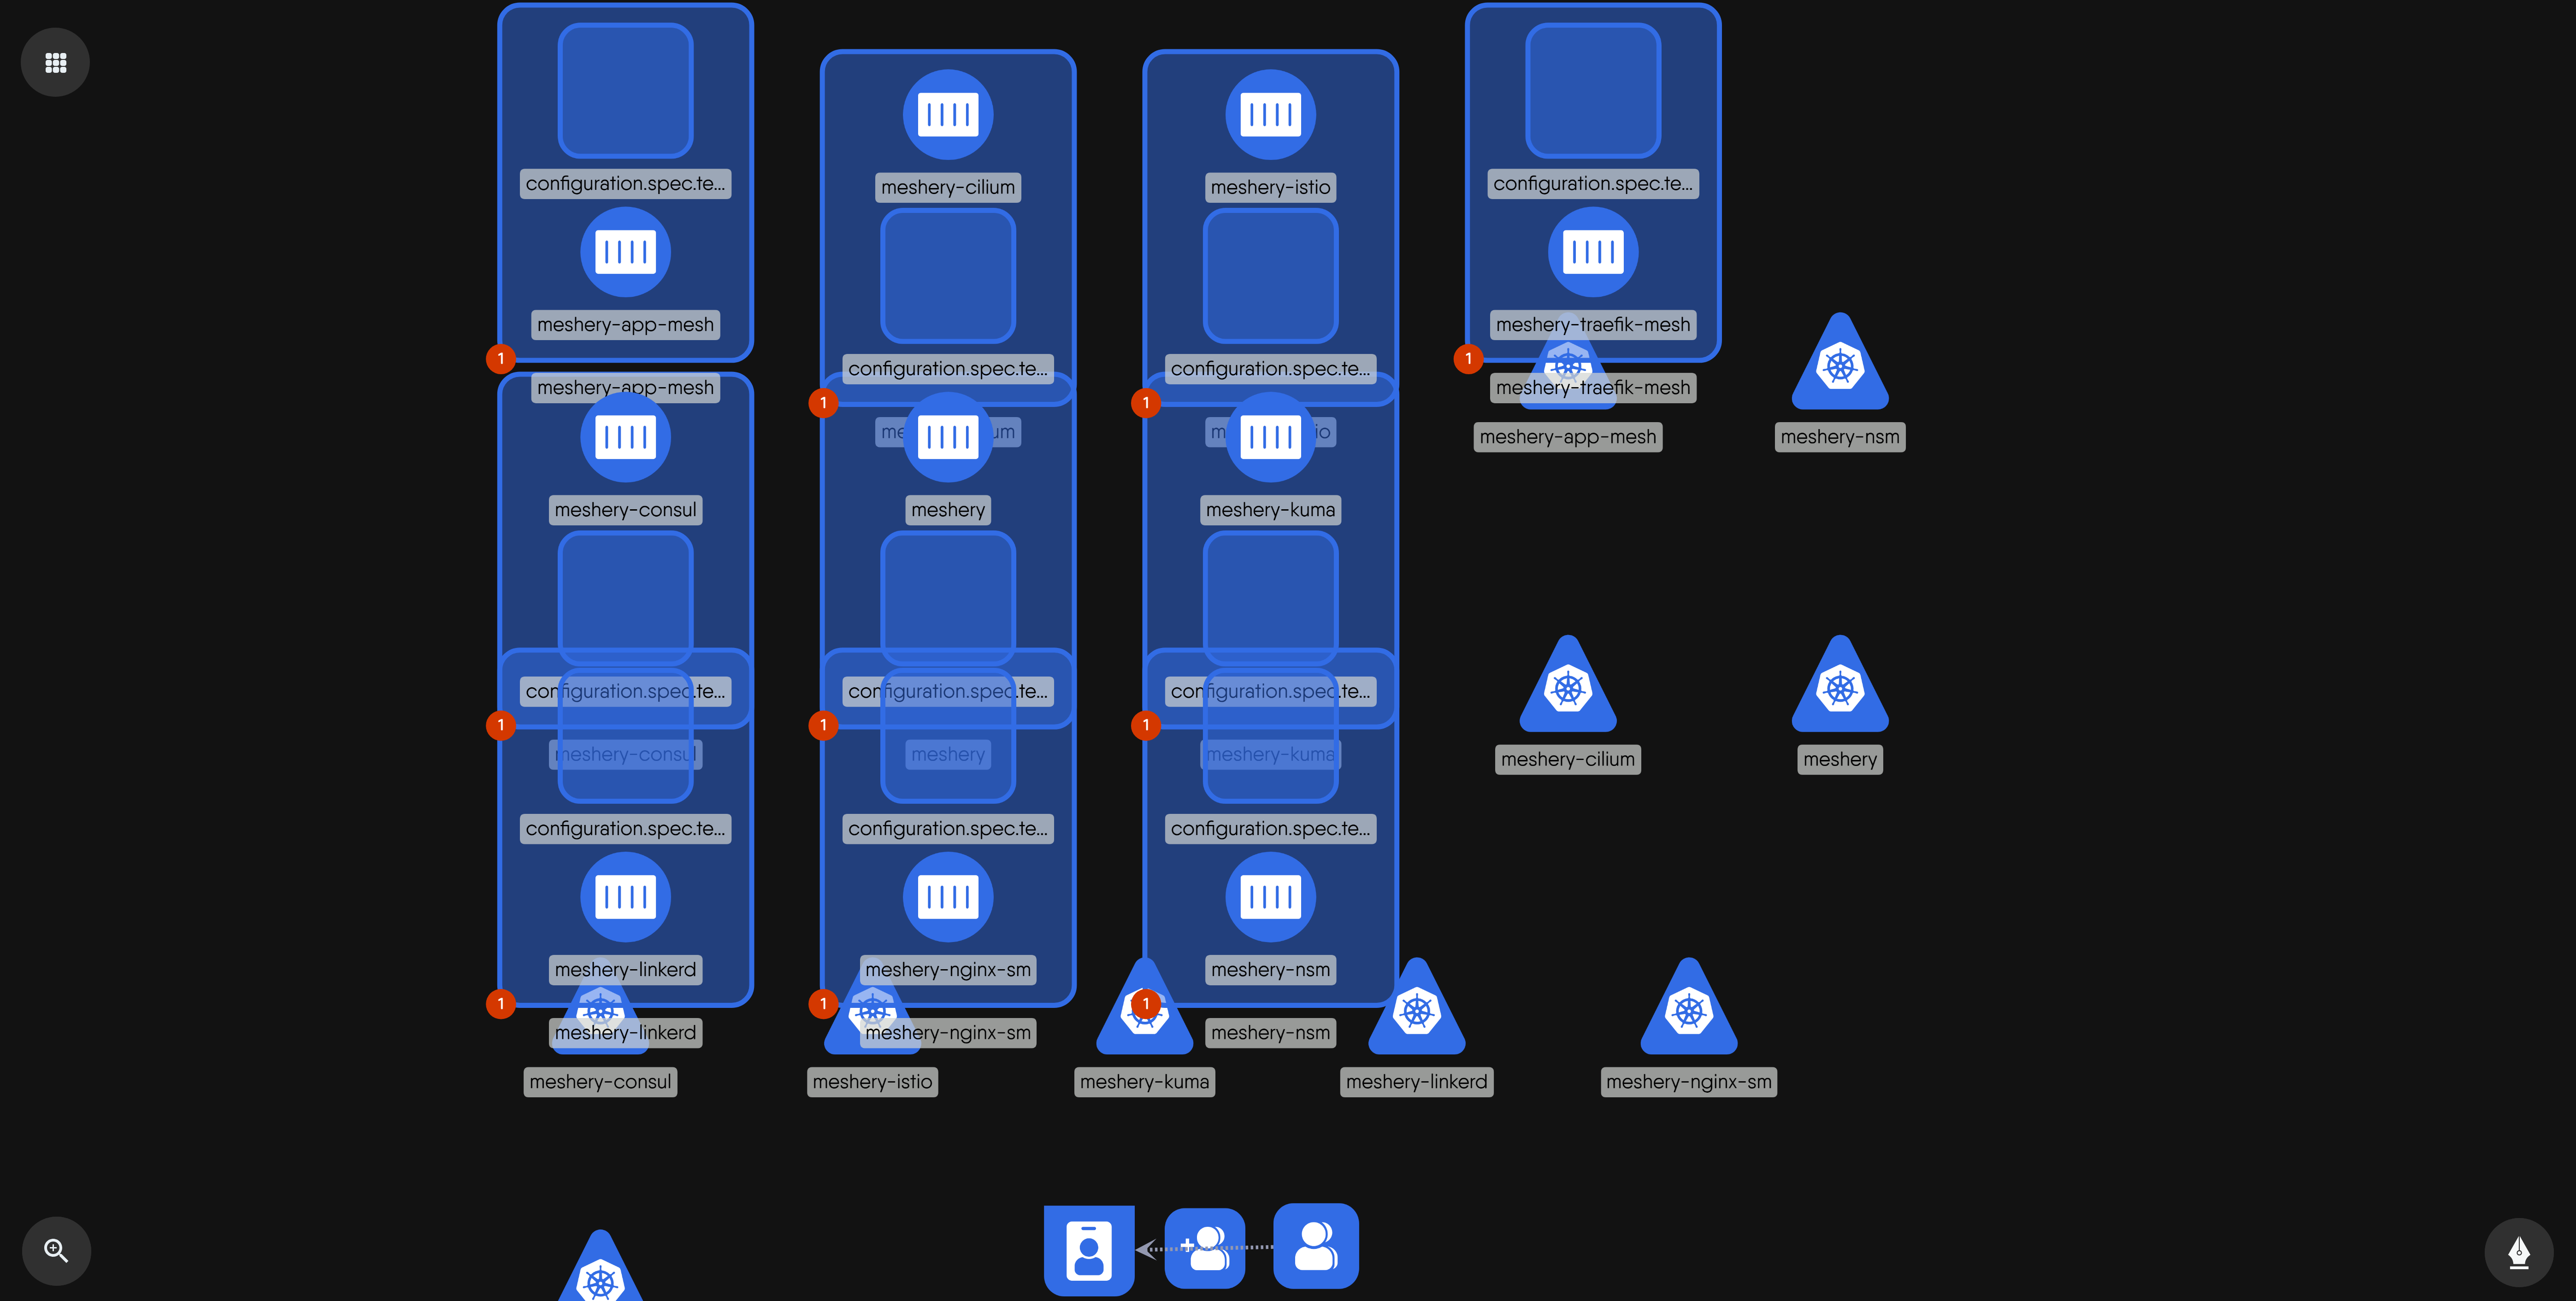 configuration.spec.te...
meshery-app-mesh
1
meshery-app-mesh
meshery-consul
configuration.spec.te...
1
meshery-consul
configuration.spec.te...
meshery-linkerd
1
meshery-linkerd
meshery-consul
meshery-cilium
configuration.spec.te...
1
meshery
configuration.spec.te...
1
meshery
configuration.spec.te...
meshery-nginx-sm
1
meshery-nginx-sm
meshery-istio
meshery-istio
configuration.spec.te...
1
meshery-kuma
configuration.spec.te...
1
meshery-kuma
configuration.spec.te...
meshery-nsm
1
meshery-nsm
meshery-kuma
configuration.spec.te...
meshery-traefik-mesh
1
meshery-traefik-mesh
meshery-app-mesh
meshery-nsm
meshery-cilium
meshery
meshery-linkerd
meshery-nginx-sm